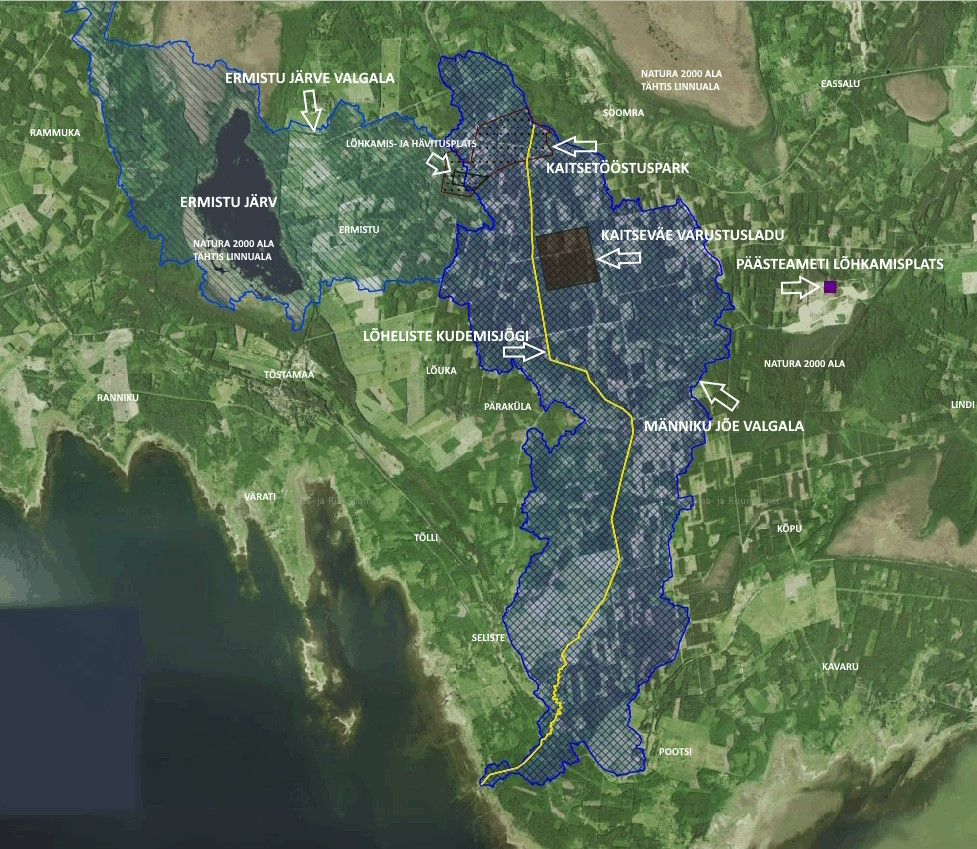 NATURA 2000 ALA
TÄHTIS LINNUALA
ERMISTU JÄRVE VALGALA
EASSALU
SOOMRA
RAMMUKA
LÕHKAMIS- JA HÄVITUSPLATS
KAITSETÖÖSTUSPARK
ERMISTU JÄRV
ERMISTU
KAITSEVÄE VARUSTUSLADU
NATURA 2000 ALA
TÄHTIS LINNUALA
PÄÄSTEAMETI LÕHKAMISPLATS
LÕHELISTE KUDEMISJÕGI
NATURA 2000 ALA
LÕUKA
TÕSTAMAA
RANNIKU
PÄRAKÜLA
LINDI
MÄNNIKU JÕE VALGALA
VÄRATI
KÕPU
TÕLLI
SELISTE
KAVARU
POOTSI